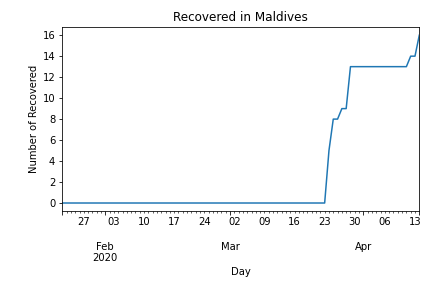 Recovered in Maldives
Number of Recovered
16
14
12
10
8
6
4
2
0
27 03 10 17 24 02 09 16 23 30 06 13
Feb Mar Apr
2020
Day